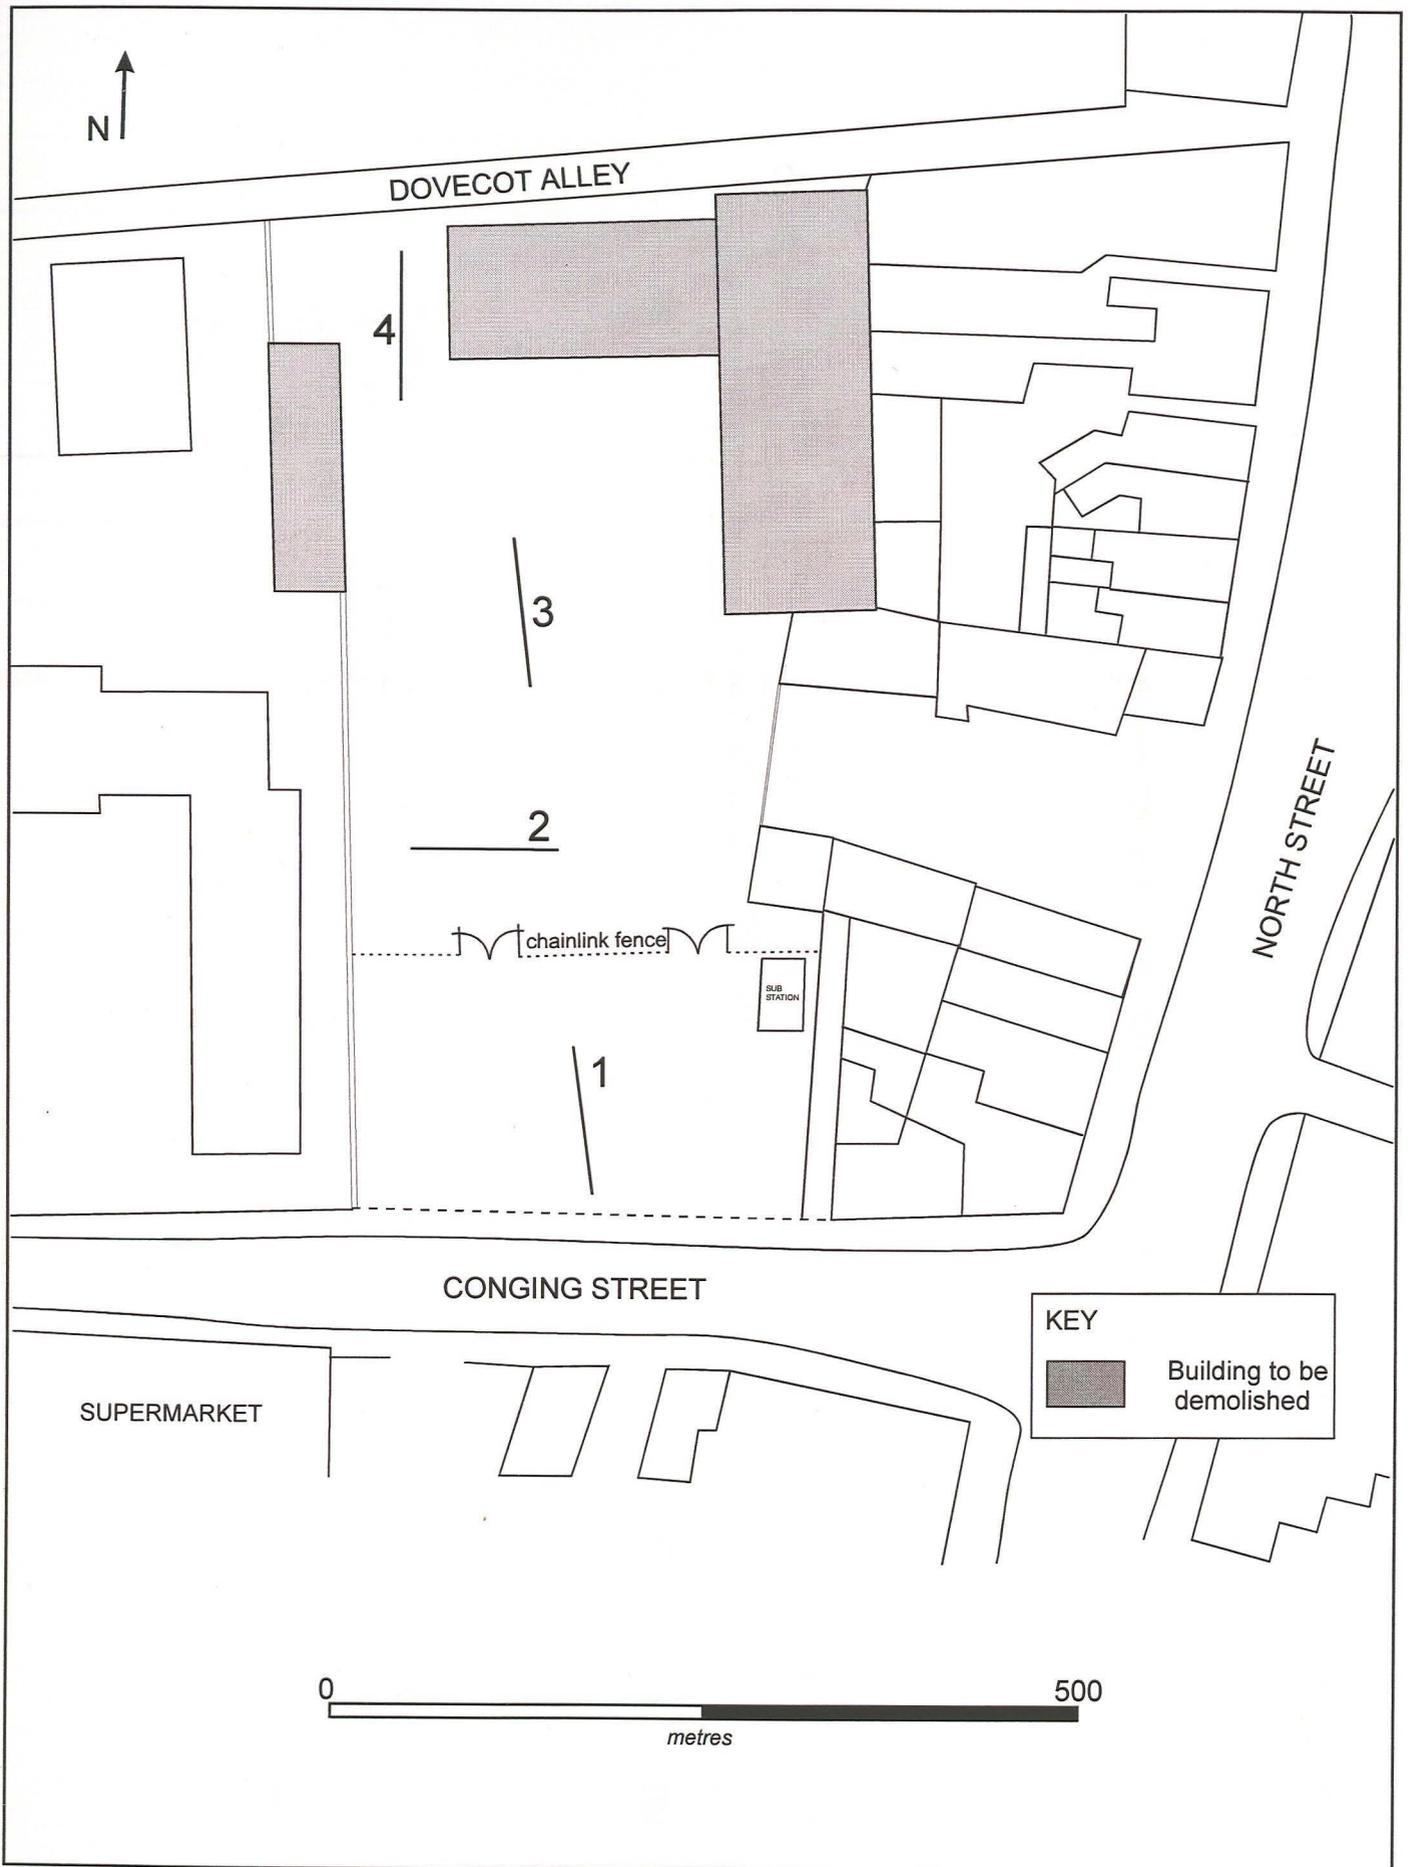 N
DOVECOT ALLEY
4
3
2
chainlink fence
SUB
STATION
1
NORTH STREET
CONGING STREET
KEY
Building to be
demolished
SUPERMARKET
0
500
metres